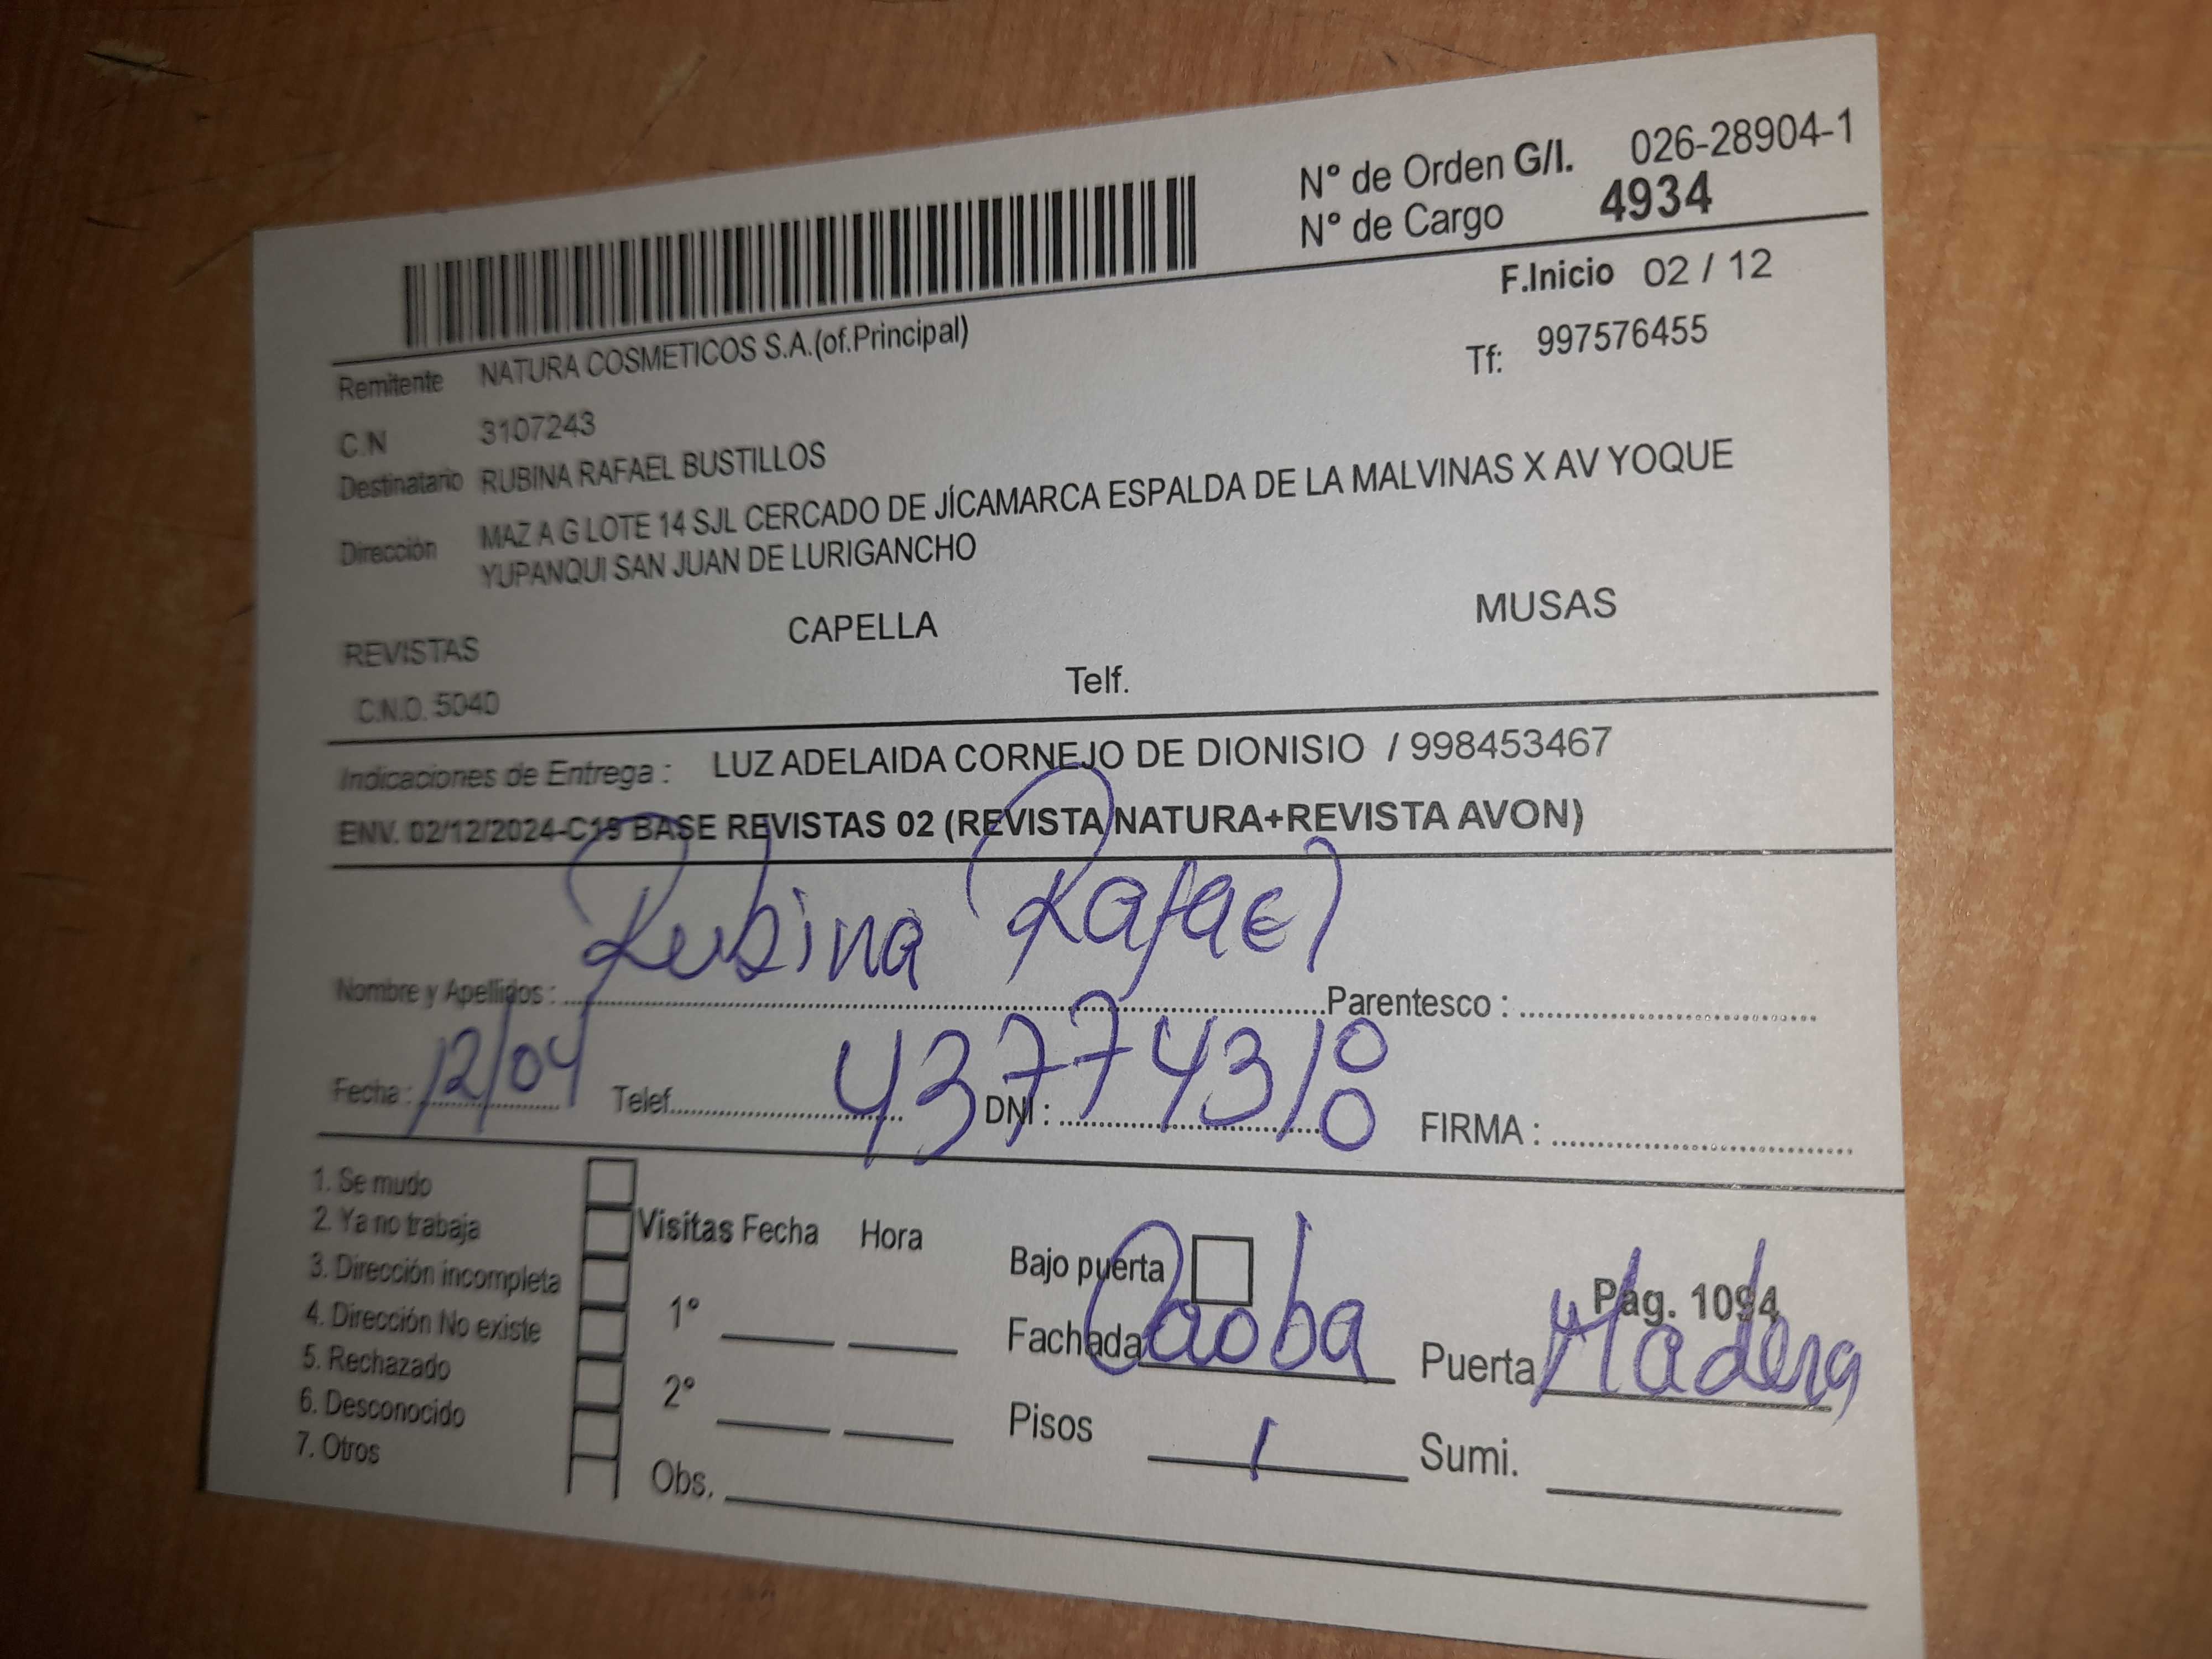 N° de Orden G/I. 026-28904-1
N° de Cargo 4934
F.Inicio 02 / 12
Remitente NATURA COSMETICOS S.A.(of.Principal)
Tf: 997576455
C.N 3107243
Destinatario RUBINA RAFAEL BUSTILLOS
Dirección MAZ A G LOTE 14 SJL CERCADO DE JÍCAMARCA ESPALDA DE LA MALVINAS X AV YOQUE
YUPANQUI SAN JUAN DE LURIGANCHO
REVISTAS CAPELLA MUSAS
C.N.D. 5040 Telf.
Indicaciones de Entrega : LUZ ADELAIDA CORNEJO DE DIONISIO / 998453467
ENV. 02/12/2024-C19 BASE REVISTAS 02 (REVISTA NATURA+REVISTA AVON)
Nombre y Apellidos : Rubina Rafael Parentesco :
Fecha : 12/04 Telef. DNI : FIRMA :
1. Se mudo
2. Ya no trabaja
3. Dirección incompleta
4. Dirección No existe
5. Rechazado
6. Desconocido
7. Otros
Visitas Fecha Hora
1°
2°
Obs.
Bajo puerta Pág. 1094
Fachada Caoba Puerta Madera
Pisos 1 Sumi.